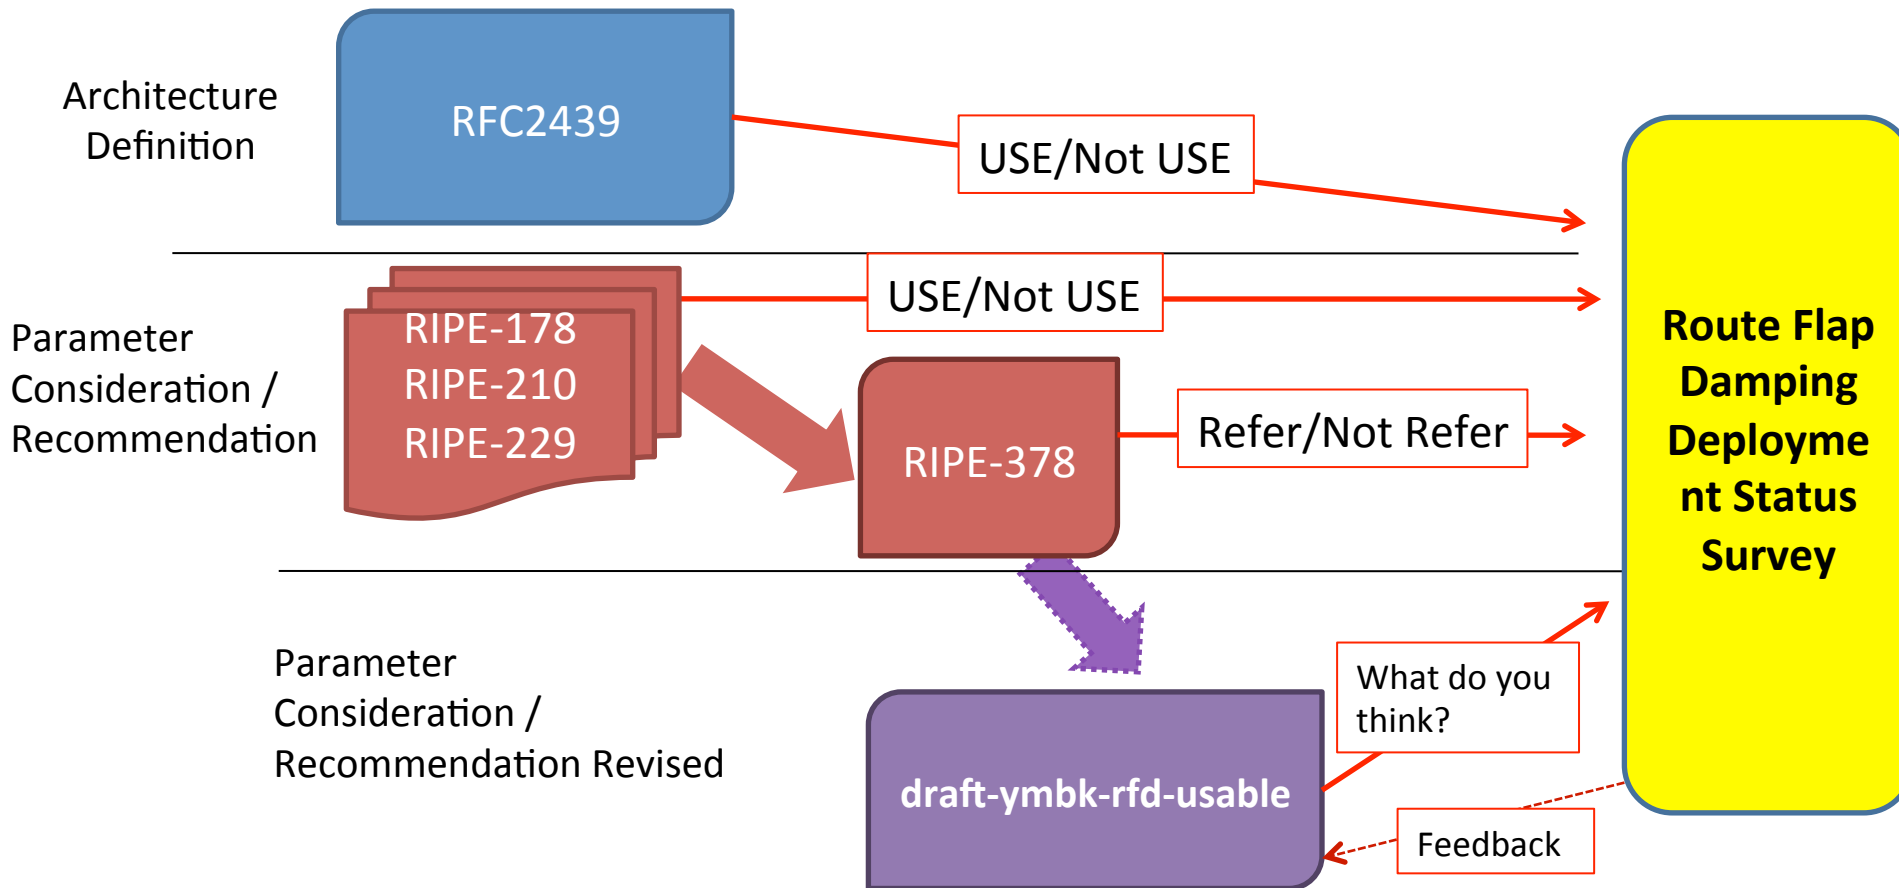 Architecture
Definition
RFC2439
USE/Not USE
Parameter
Consideration /
Recommendation
RIPE-178
RIPE-210
RIPE-229
USE/Not USE
RIPE-378
Refer/Not Refer
Route Flap
Damping
Deployme
nt Status
Survey
Parameter
Consideration /
Recommendation Revised
draft-ymbk-rfd-usable
What do you
think?
Feedback